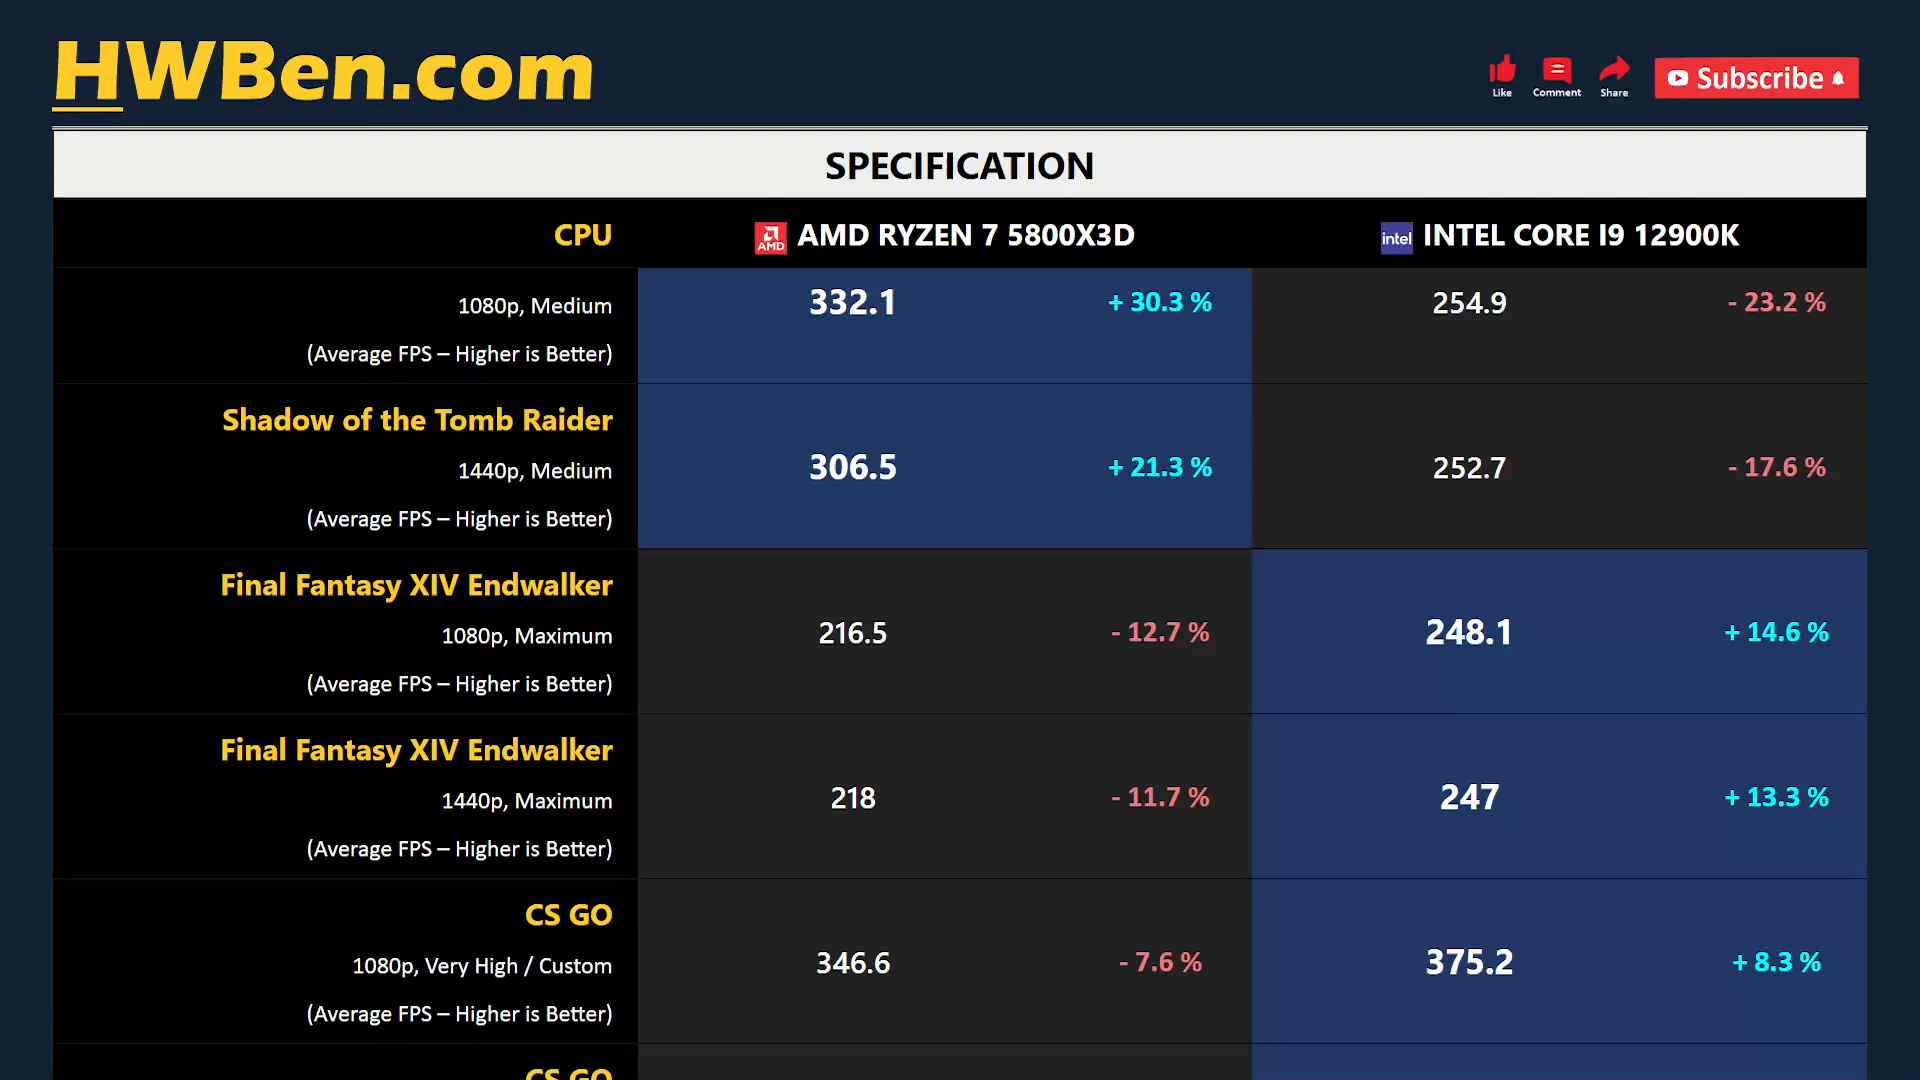 HWBen.com
Like
Comment
Share
Subscribe
SPECIFICATION
CPU
AMD
AMD RYZEN 7 5800X3D
intel
INTEL CORE I9 12900K
1080p, Medium
(Average FPS – Higher is Better)
332.1
+ 30.3 %
254.9
- 23.2 %
Shadow of the Tomb Raider
1440p, Medium
(Average FPS – Higher is Better)
306.5
+ 21.3 %
252.7
- 17.6 %
Final Fantasy XIV Endwalker
1080p, Maximum
(Average FPS – Higher is Better)
216.5
- 12.7 %
248.1
+ 14.6 %
Final Fantasy XIV Endwalker
1440p, Maximum
(Average FPS – Higher is Better)
218
- 11.7 %
247
+ 13.3 %
CS GO
1080p, Very High / Custom
(Average FPS – Higher is Better)
346.6
- 7.6 %
375.2
+ 8.3 %
CS GO